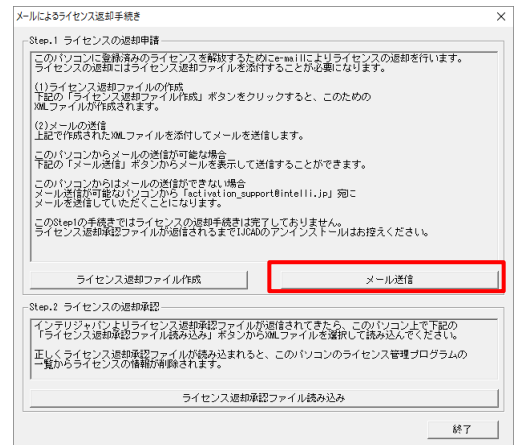 メールによるライセンス返却手続き
Step.1 ライセンスの返却申請
このパソコンに登録済みのライセンスを解放するためにe-mailによりライセンスの返却を行います。
ライセンスの返却にはライセンス返却ファイルを添付することが必要になります。
(1)ライセンス返却ファイルの作成
下記の「ライセンス返却ファイル作成」ボタンをクリックすると、このための
XMLファイルが作成されます。
(2)メールの送信
上記で作成されたXMLファイルを添付してメールを送信します。
このパソコンからメールの送信が可能な場合
下記の「メール送信」ボタンからメールを表示して送信することができます。
このパソコンからはメールの送信ができない場合
メール送信が可能なパソコンから「activation_support@intelli.jp」宛に
メールを送信していただくことになります。
このStep1の手続きではライセンスの返却手続きは完了しておりません。
ライセンス返却承認ファイルが返信されるまでIJCADのアンインストールはお控えください。
ライセンス返却ファイル作成
メール送信
Step.2 ライセンスの返却承認
インテリジャパンよりライセンス返却承認ファイルが返信されてきたら、このパソコン上で下記の
「ライセンス返却承認ファイル読み込み」ボタンからXMLファイルを選択して読み込んでください。
正しくライセンス返却承認ファイルが読み込まれると、このパソコンのライセンス管理プログラムの
一覧からライセンスの情報が削除されます。
ライセンス返却承認ファイル読み込み
終了